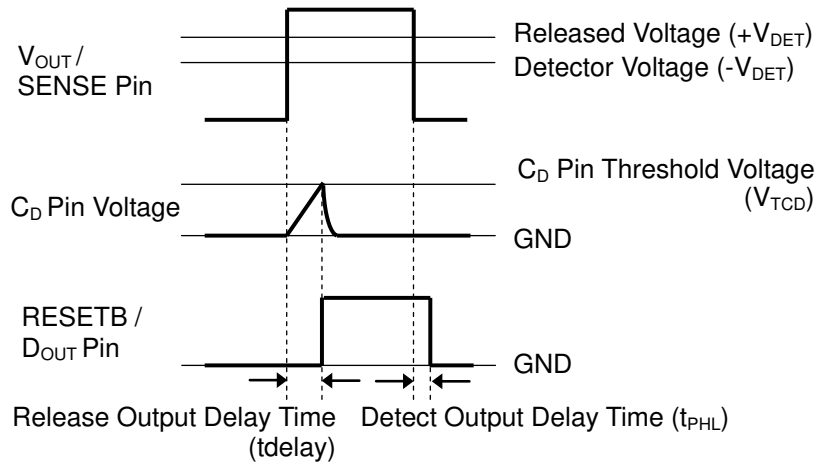 Released Voltage (+VDET)
VOUT /
SENSE Pin
Detector Voltage (-VDET)
CD Pin Threshold Voltage
(VTCD)
CD Pin Voltage
GND
RESETB /
DOUT Pin
GND
Release Output Delay Time
(tdelay)
Detect Output Delay Time (tPHL)